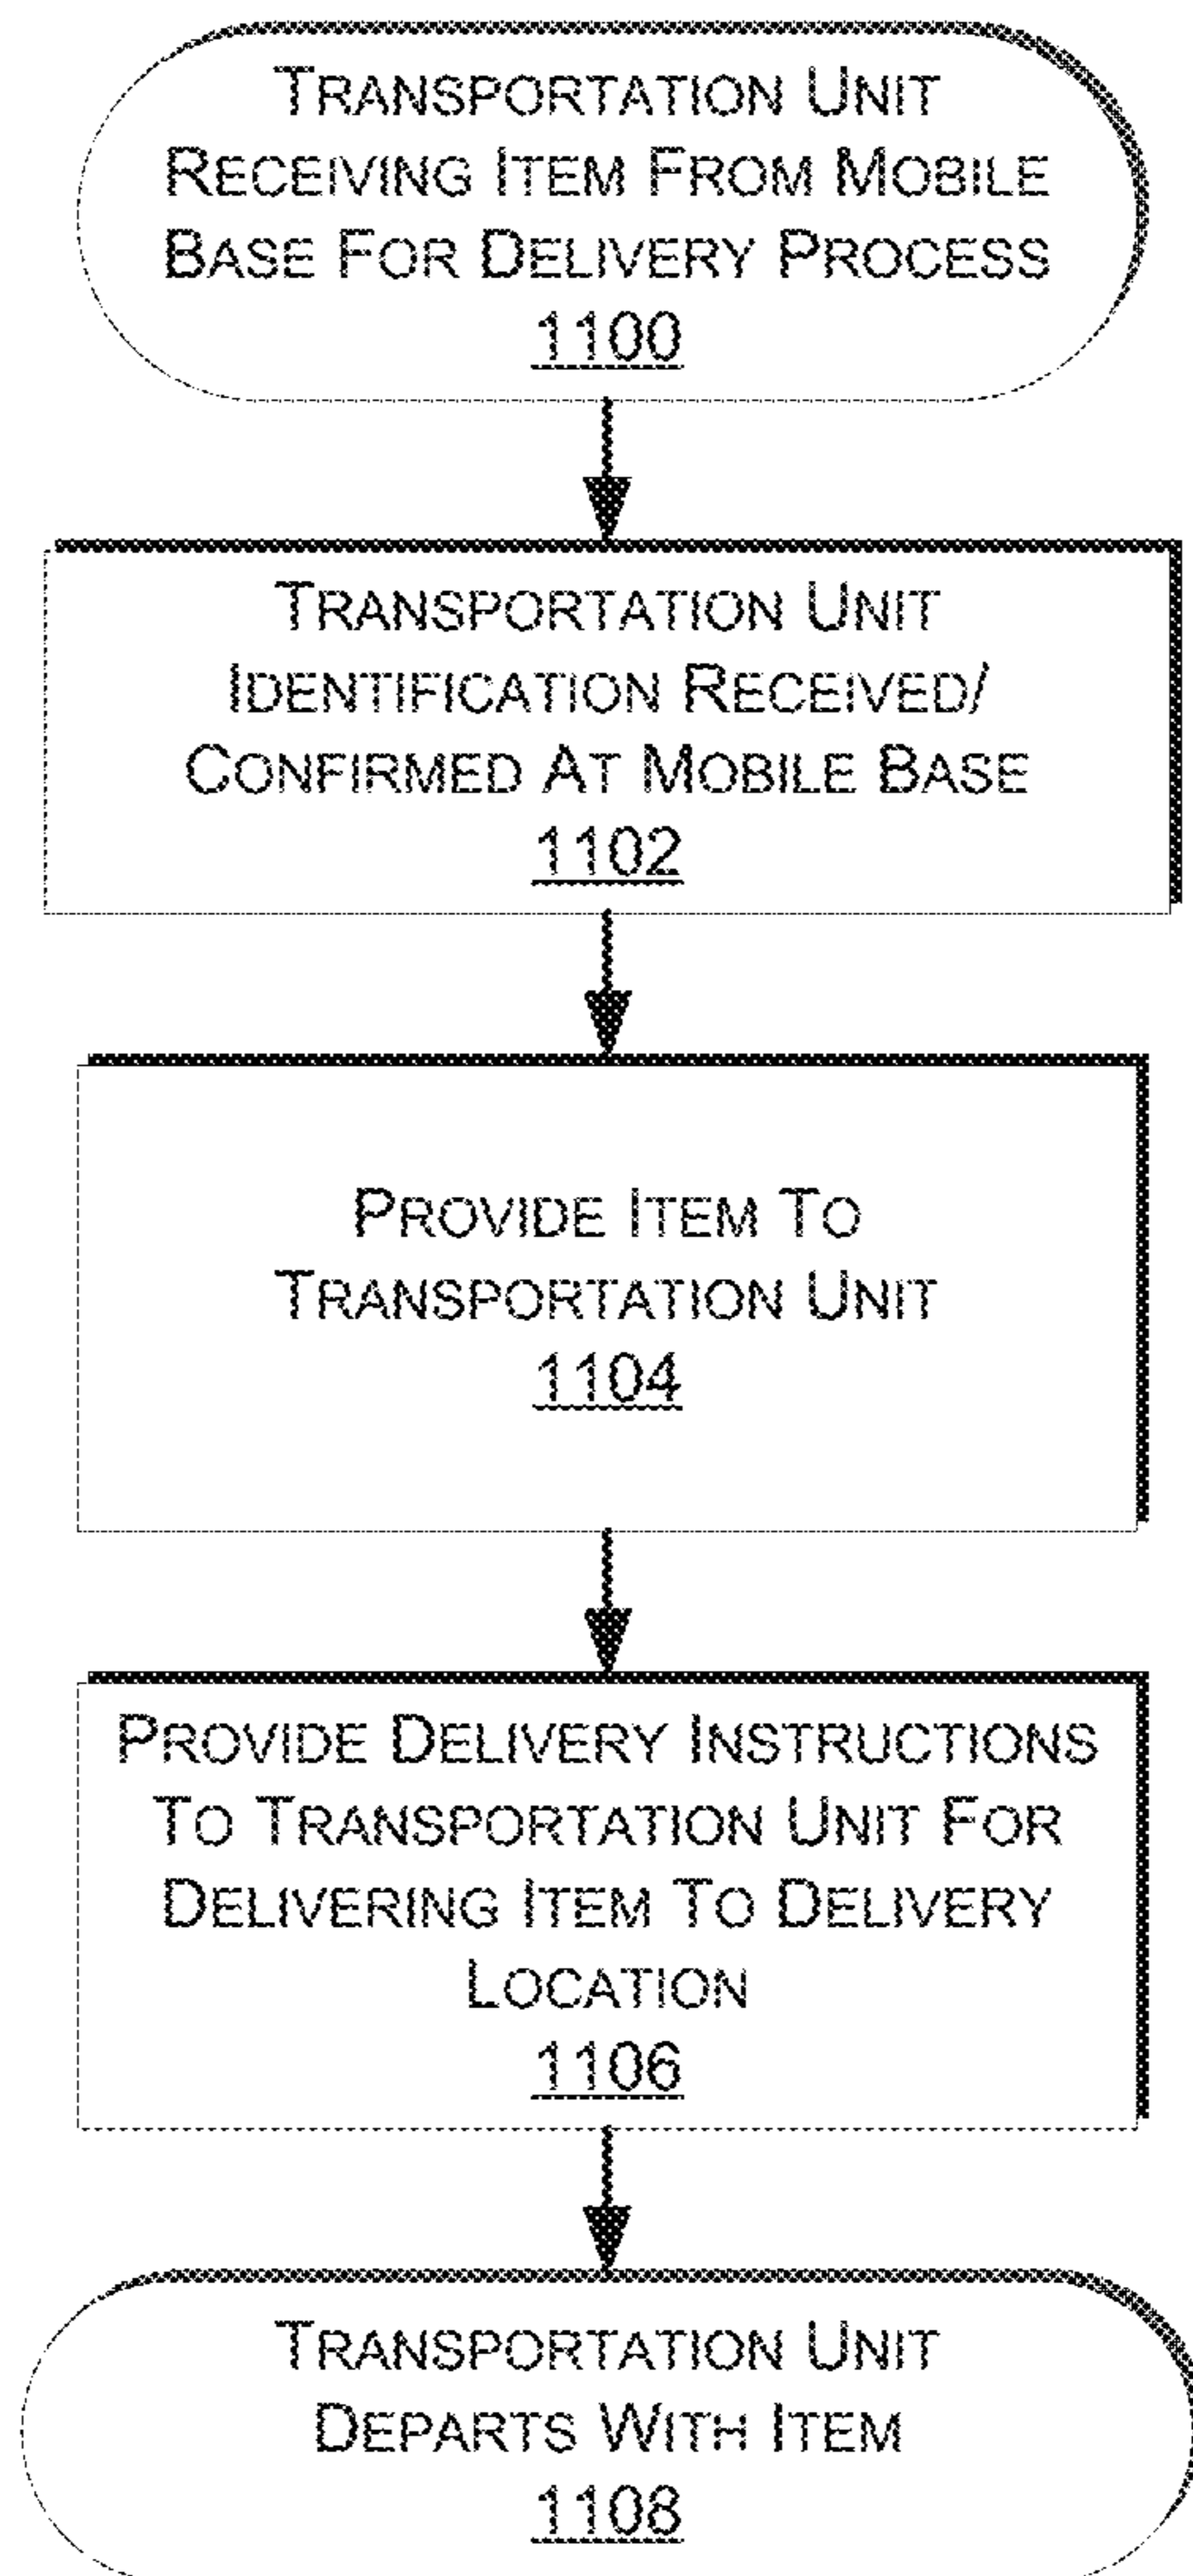 TRANSPORTATION UNIT
RECEIVING ITEM FROM MOBILE
BASE FOR DELIVERY PROCESS
1100
TRANSPORTATION UNIT
IDENTIFICATION RECEIVED/
CONFIRMED AT MOBILE BASE
1102
PROVIDE ITEM TO
TRANSPORTATION UNIT
1104
PROVIDE DELIVERY INSTRUCTIONS
TO TRANSPORTATION UNIT FOR
DELIVERING ITEM TO DELIVERY
LOCATION
1106
TRANSPORTATION UNIT
DEPARTS WITH ITEM
1108